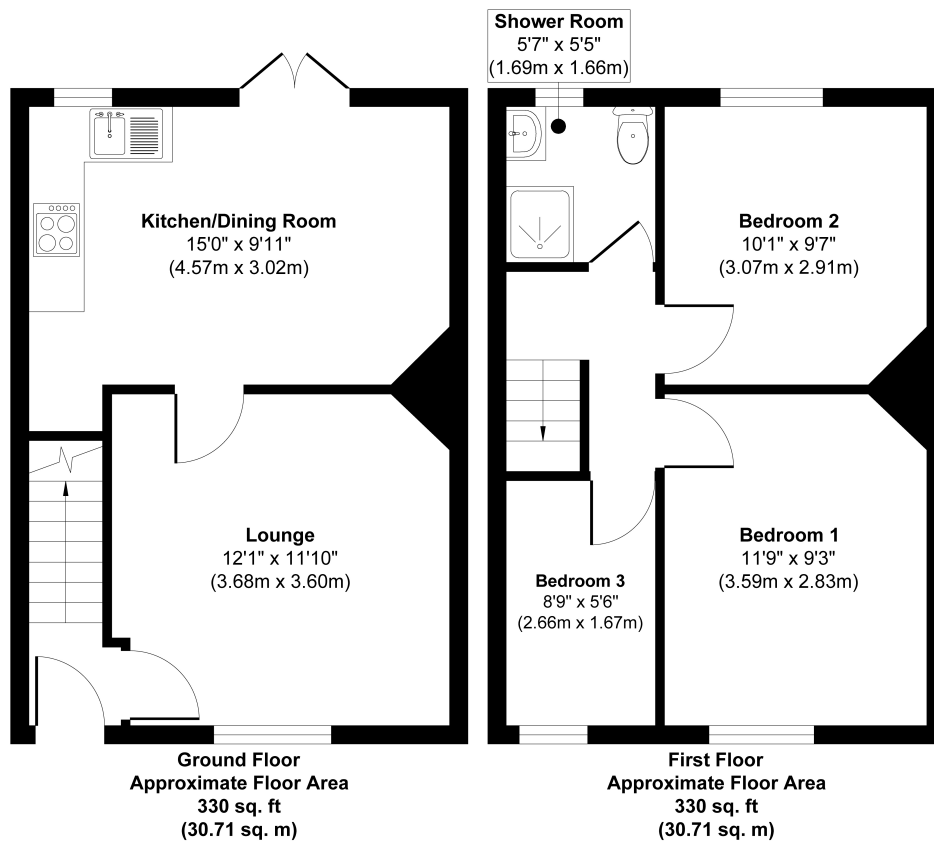 Shower Room
5'7" x 5'5"
(1.69m x 1.66m)
Kitchen/Dining Room
15'0" x 9'11"
(4.57m x 3.02m)
Bedroom 2
10'1" x 9'7"
(3.07m x 2.91m)
Lounge
12'1" x 11'10"
(3.68m x 3.60m)
Bedroom 1
11'9" x 9'3"
(3.59m x 2.83m)
Bedroom 3
8'9" x 5'6"
(2.66m x 1.67m)
Ground Floor
Approximate Floor Area
330 sq. ft
(30.71 sq. m)
First Floor
Approximate Floor Area
330 sq. ft
(30.71 sq. m)